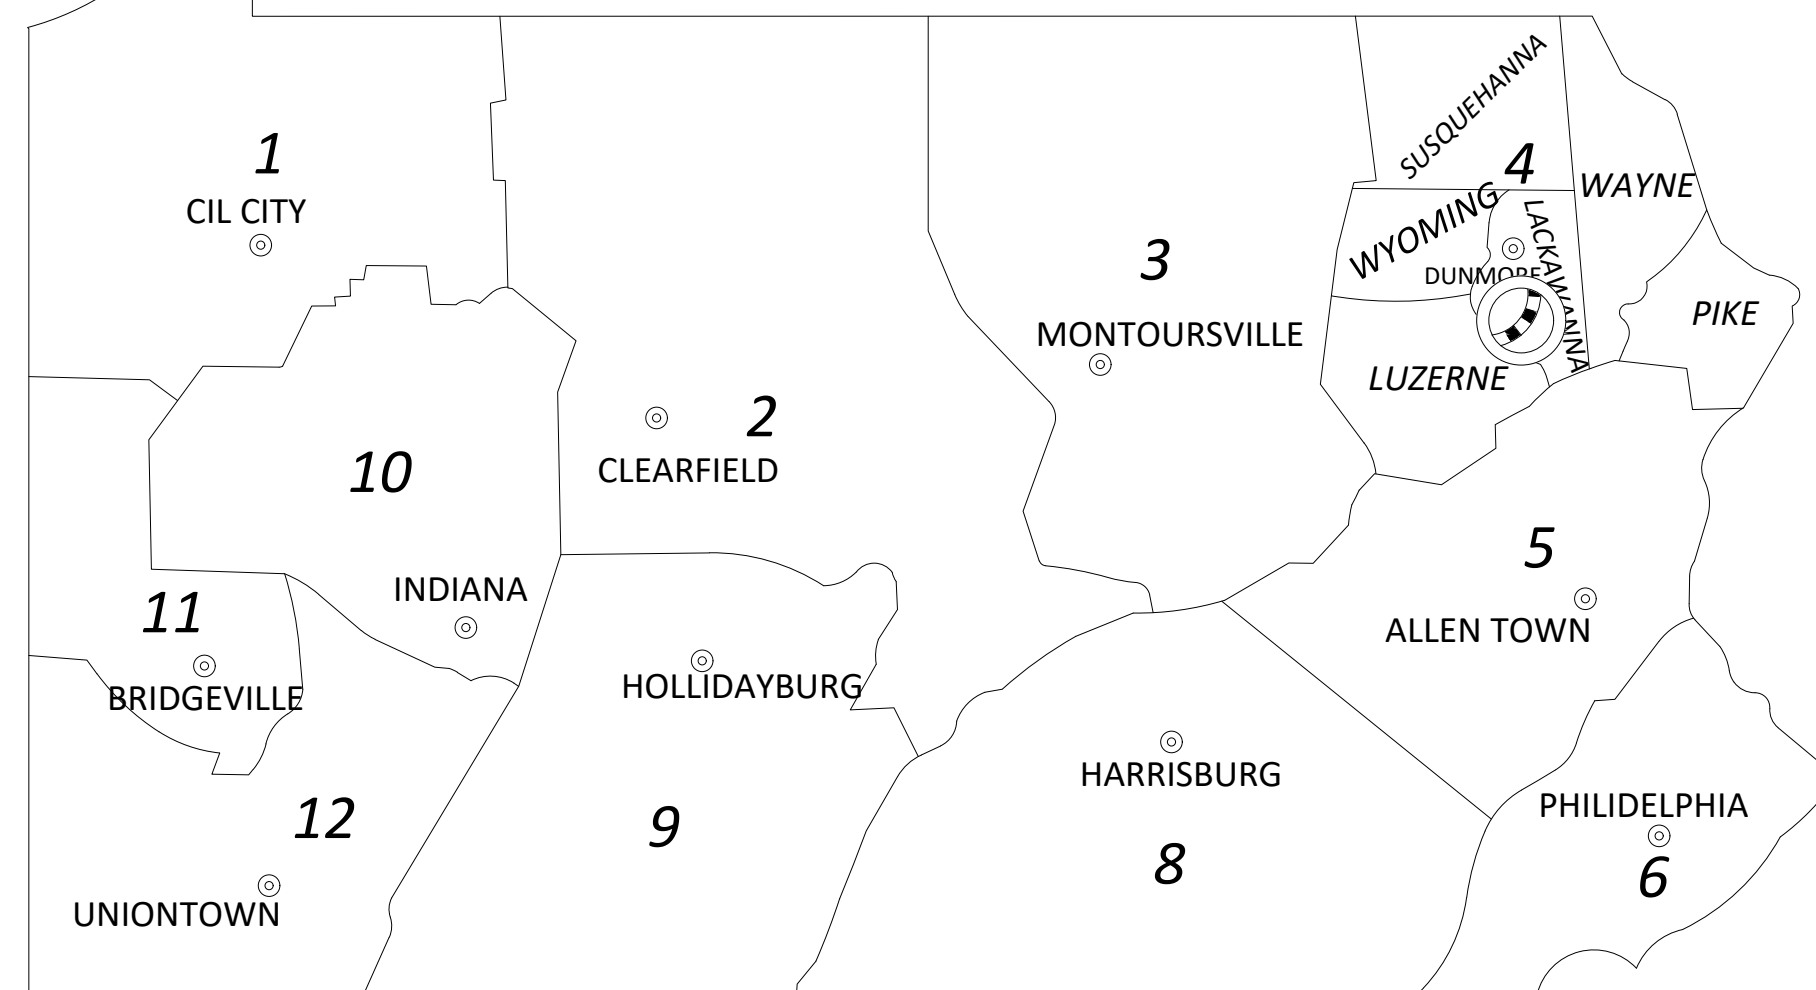 1
CIL CITY
2
CLEARFIELD
3
MONTOURSVILLE
4
SUSQUEHANNA
WAYNE
WYOMING
LACKAWANNA
DUNMORE
PIKE
LUZERNE
5
ALLEN TOWN
10
INDIANA
11
BRIDGEVILLE
HOLLIDAYBURG
9
HARRISBURG
8
PHILIDELPHIA
6
12
UNIONTOWN